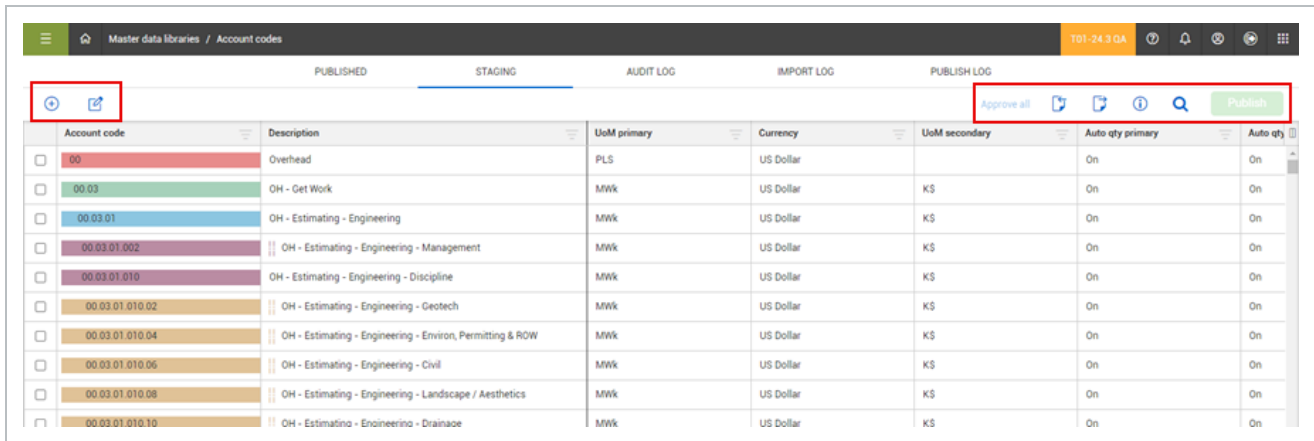 Master data libraries / Account codes T01-24.3 QA
PUBLISHED STAGING AUDIT LOG IMPORT LOG PUBLISH LOG
Approve all Publish
Account code Description UoM primary Currency UoM secondary Auto qty primary Auto qty
00 Overhead PLS US Dollar On On
00.03 OH - Get Work MWk US Dollar K$ On On
00.03.01 OH - Estimating - Engineering MWk US Dollar K$ On On
00.03.01.002 OH - Estimating - Engineering - Management MWk US Dollar K$ On On
00.03.01.010 OH - Estimating - Engineering - Discipline MWk US Dollar K$ On On
00.03.01.010.02 OH - Estimating - Engineering - Geotech MWk US Dollar K$ On On
00.03.01.010.04 OH - Estimating - Engineering - Environ, Permitting & ROW MWk US Dollar K$ On On
00.03.01.010.06 OH - Estimating - Engineering - Civil MWk US Dollar K$ On On
00.03.01.010.08 OH - Estimating - Engineering - Landscape / Aesthetics MWk US Dollar K$ On On
00.03.01.010.10 OH - Estimating - Engineering - Drainage MWk US Dollar K$ On On